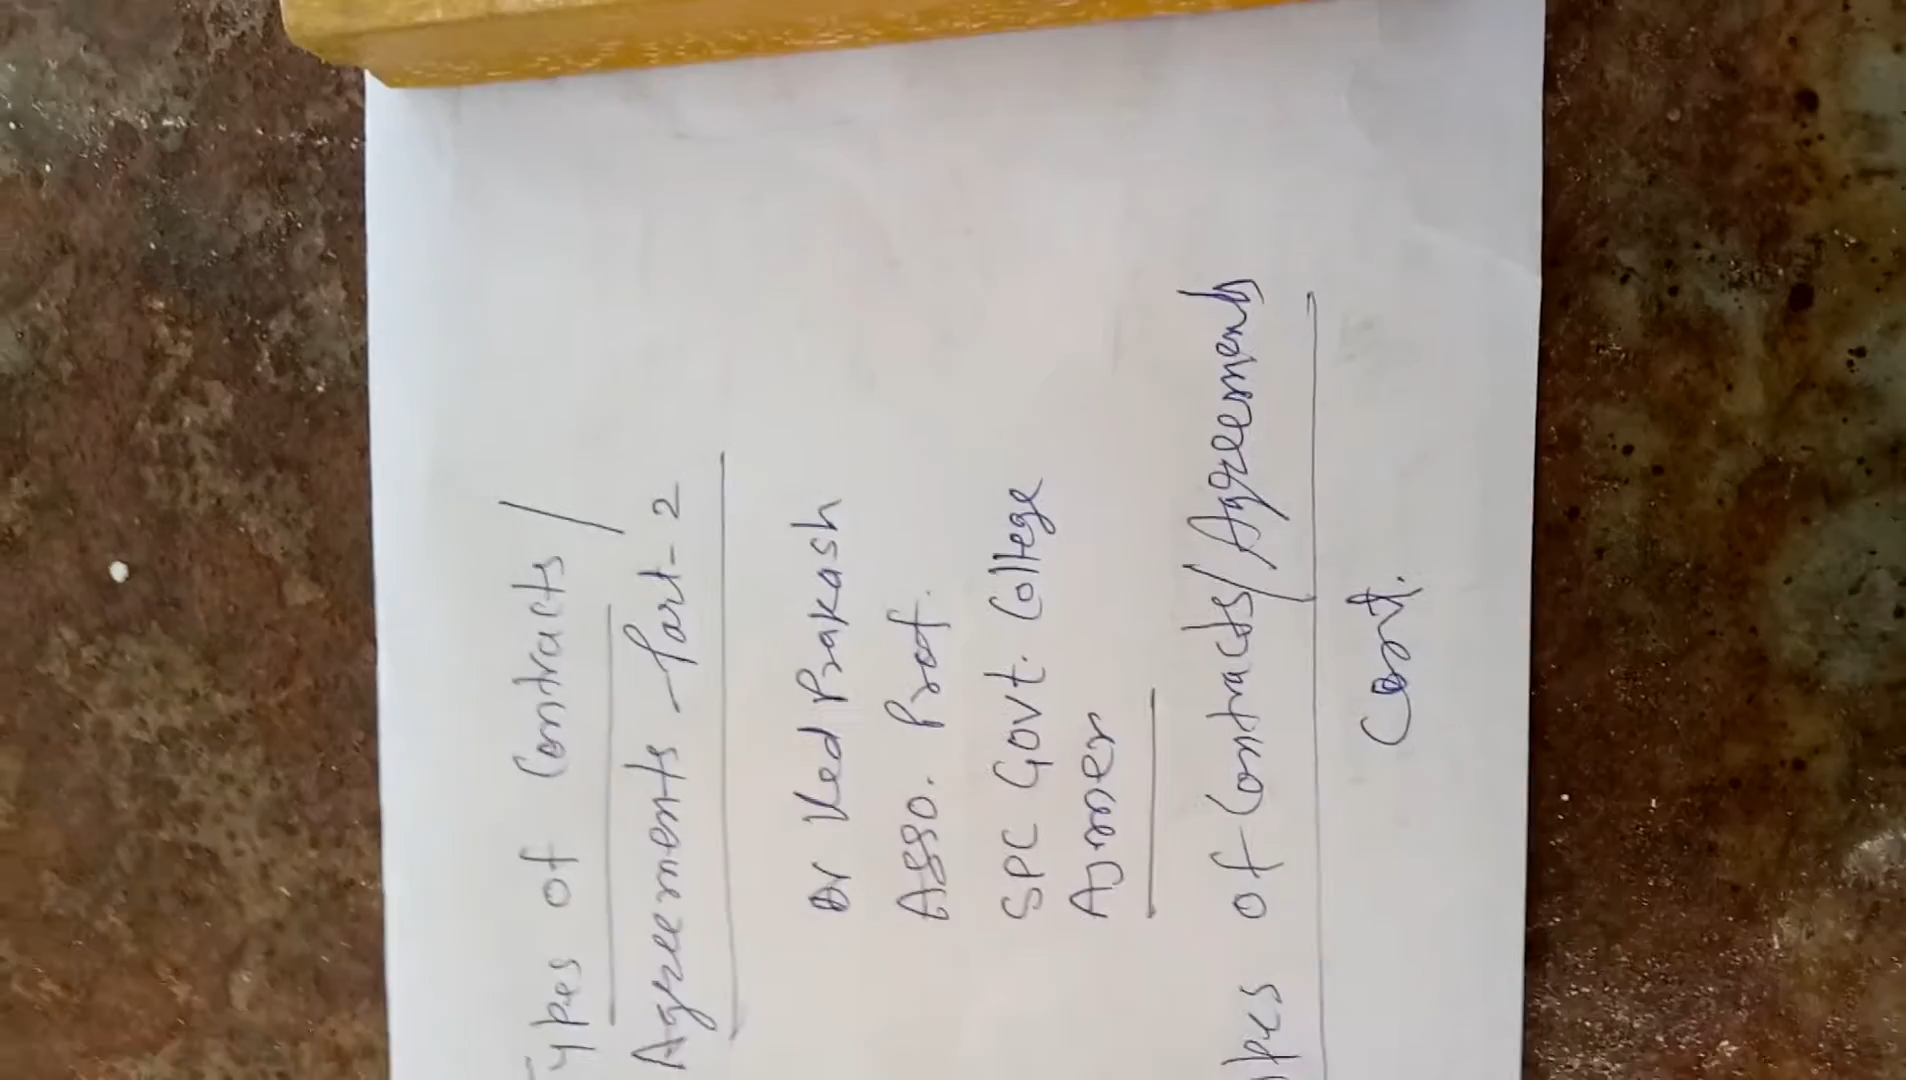 Types of Contracts /
Agreements - Part-2
Dr Ved Prakash
Asso. Prof.
SPC Govt. College
Ajmer
Types of Contracts/Agreements
Cont.